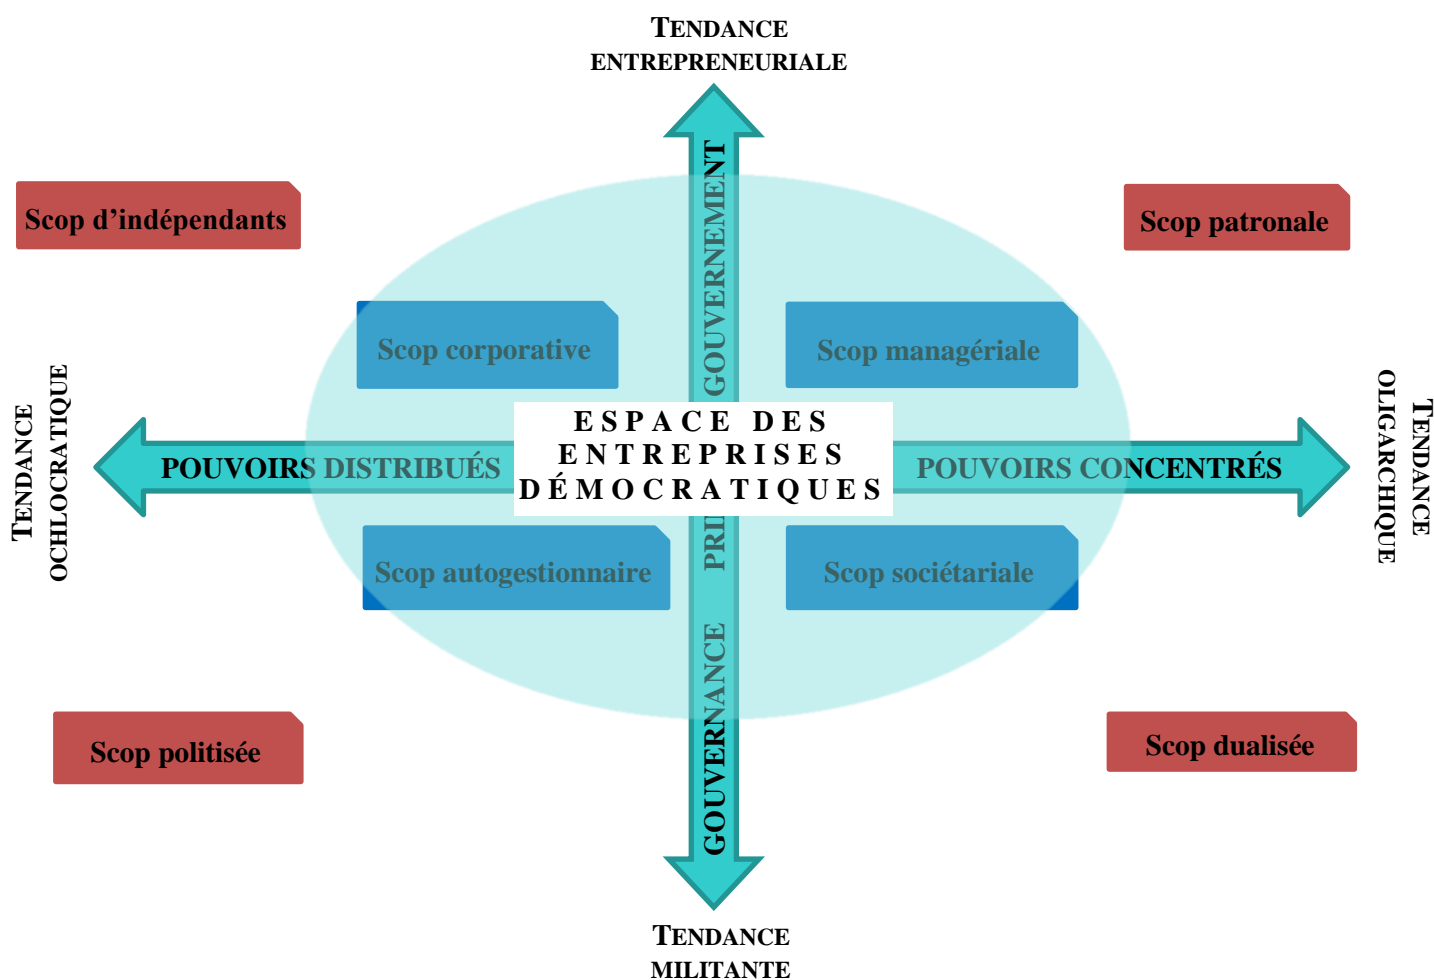 TENDANCE
ENTREPRENEURIALE
Scop d’indépendants
Scop patronale
GOUVERNEMENT
Scop corporative
Scop managériale
TENDANCE
OCHLOCRATIQUE
POUVOIRS DISTRIBUÉS
ESPACE DES
ENTREPRISES
DÉMOCRATIQUES
POUVOIRS CONCENTRÉS
TENDANCE
OLIGARCHIQUE
Scop autogestionnaire
Scop sociétariale
GOUVERNANCE
Scop politisée
Scop dualisée
TENDANCE
MILITANTE